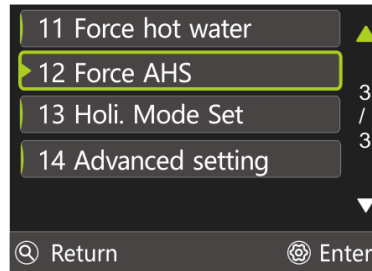 11 Force hot water
12 Force AHS
13 Holi. Mode Set
14 Advanced setting
3
/
3
Return
Enter